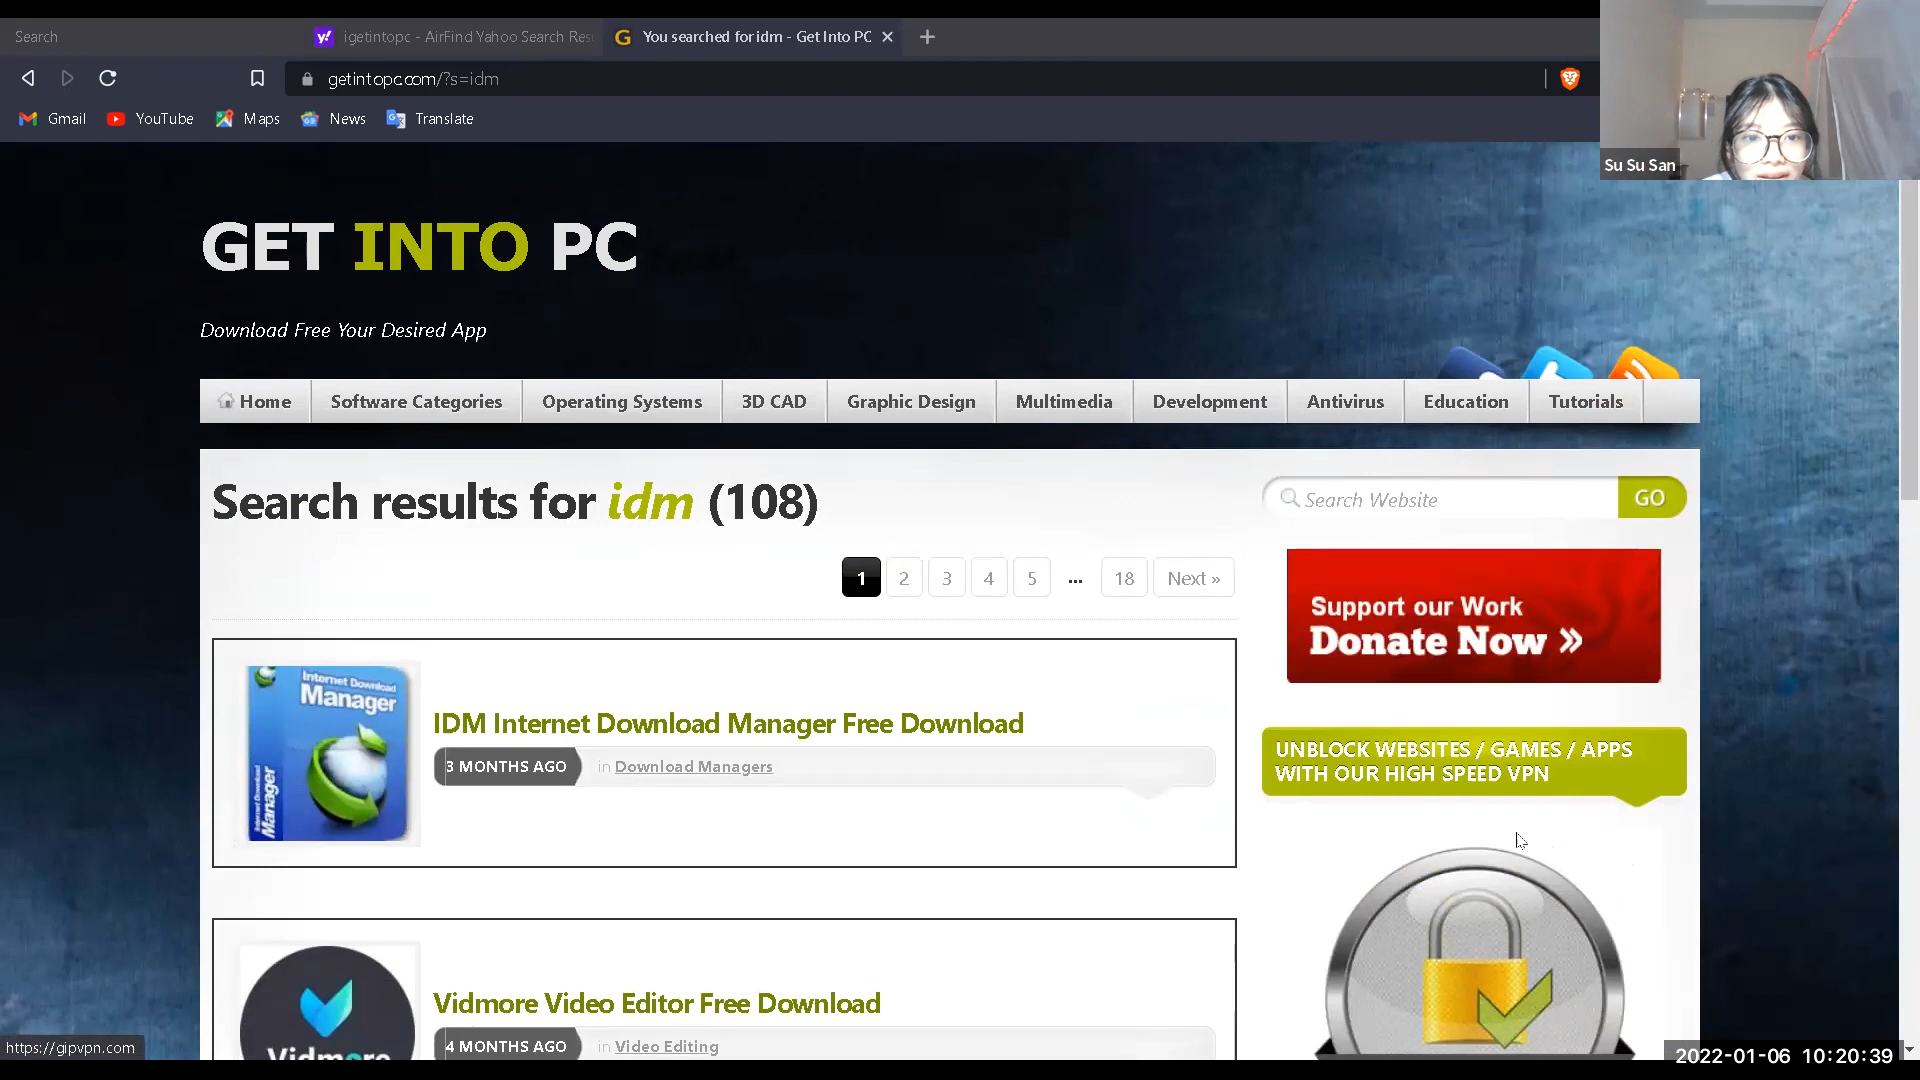 Search
igetintopc - AirFind Yahoo Search Res
You searched for idm - Get Into PC
getintopc.com/?s=idm
Gmail
YouTube
Maps
News
Translate
Su Su San
GET INTO PC
Download Free Your Desired App
Home
Software Categories
Operating Systems
3D CAD
Graphic Design
Multimedia
Development
Antivirus
Education
Tutorials
Search results for idm (108)
Search Website
GO
1 2 3 4 5 ... 18 Next »
Support our Work
Donate Now »
Internet Download
Manager
Internet Download
Manager
IDM Internet Download Manager Free Download
3 MONTHS AGO
in Download Managers
UNBLOCK WEBSITES / GAMES / APPS
WITH OUR HIGH SPEED VPN
Vidmore
Vidmore Video Editor Free Download
4 MONTHS AGO
in Video Editing
https://gipvpn.com
2022-01-06 10:20:39